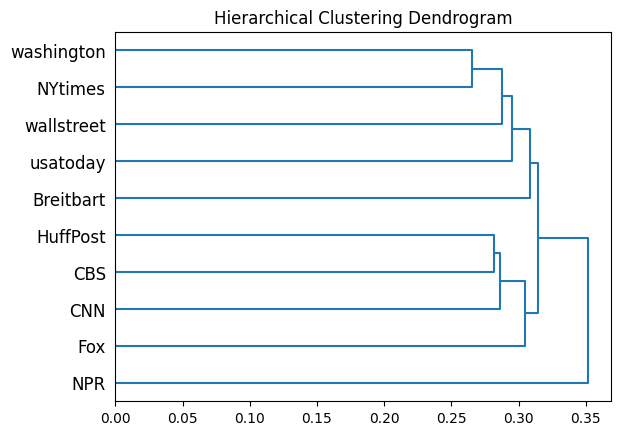 Hierarchical Clustering Dendrogram
washington
NYtimes
wallstreet
usatoday
Breitbart
HuffPost
CBS
CNN
Fox
NPR
0.00 0.05 0.10 0.15 0.20 0.25 0.30 0.35